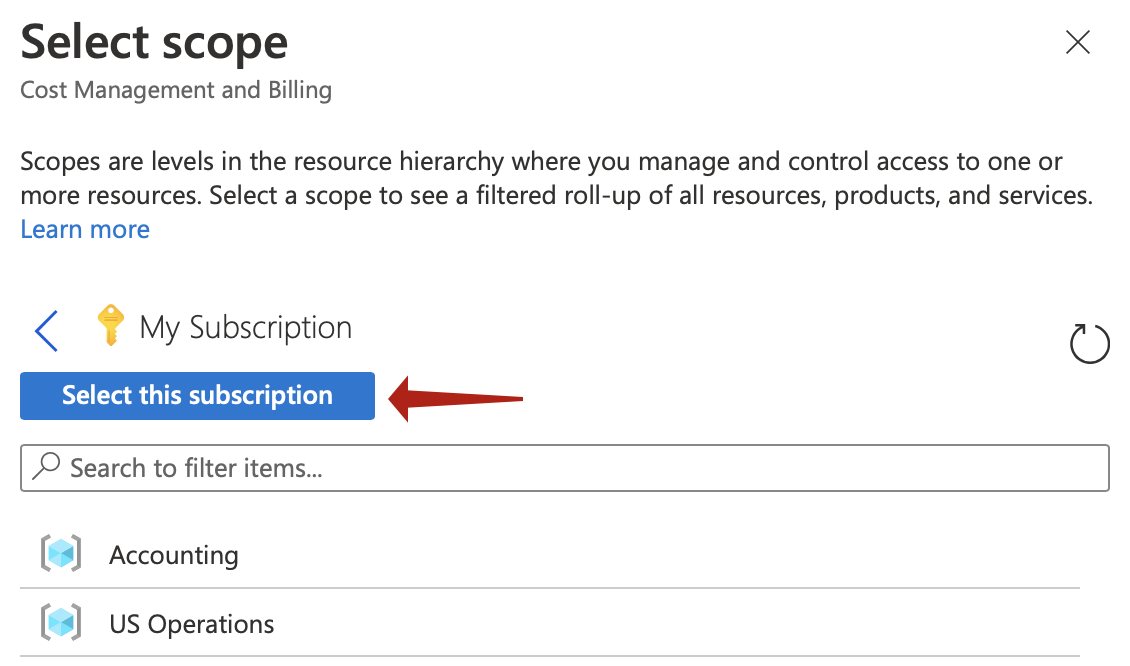 Select scope
Cost Management and Billing
Scopes are levels in the resource hierarchy where you manage and control access to one or
more resources. Select a scope to see a filtered roll-up of all resources, products, and services.
Learn more
My Subscription
Select this subscription
Search to filter items...
Accounting
US Operations